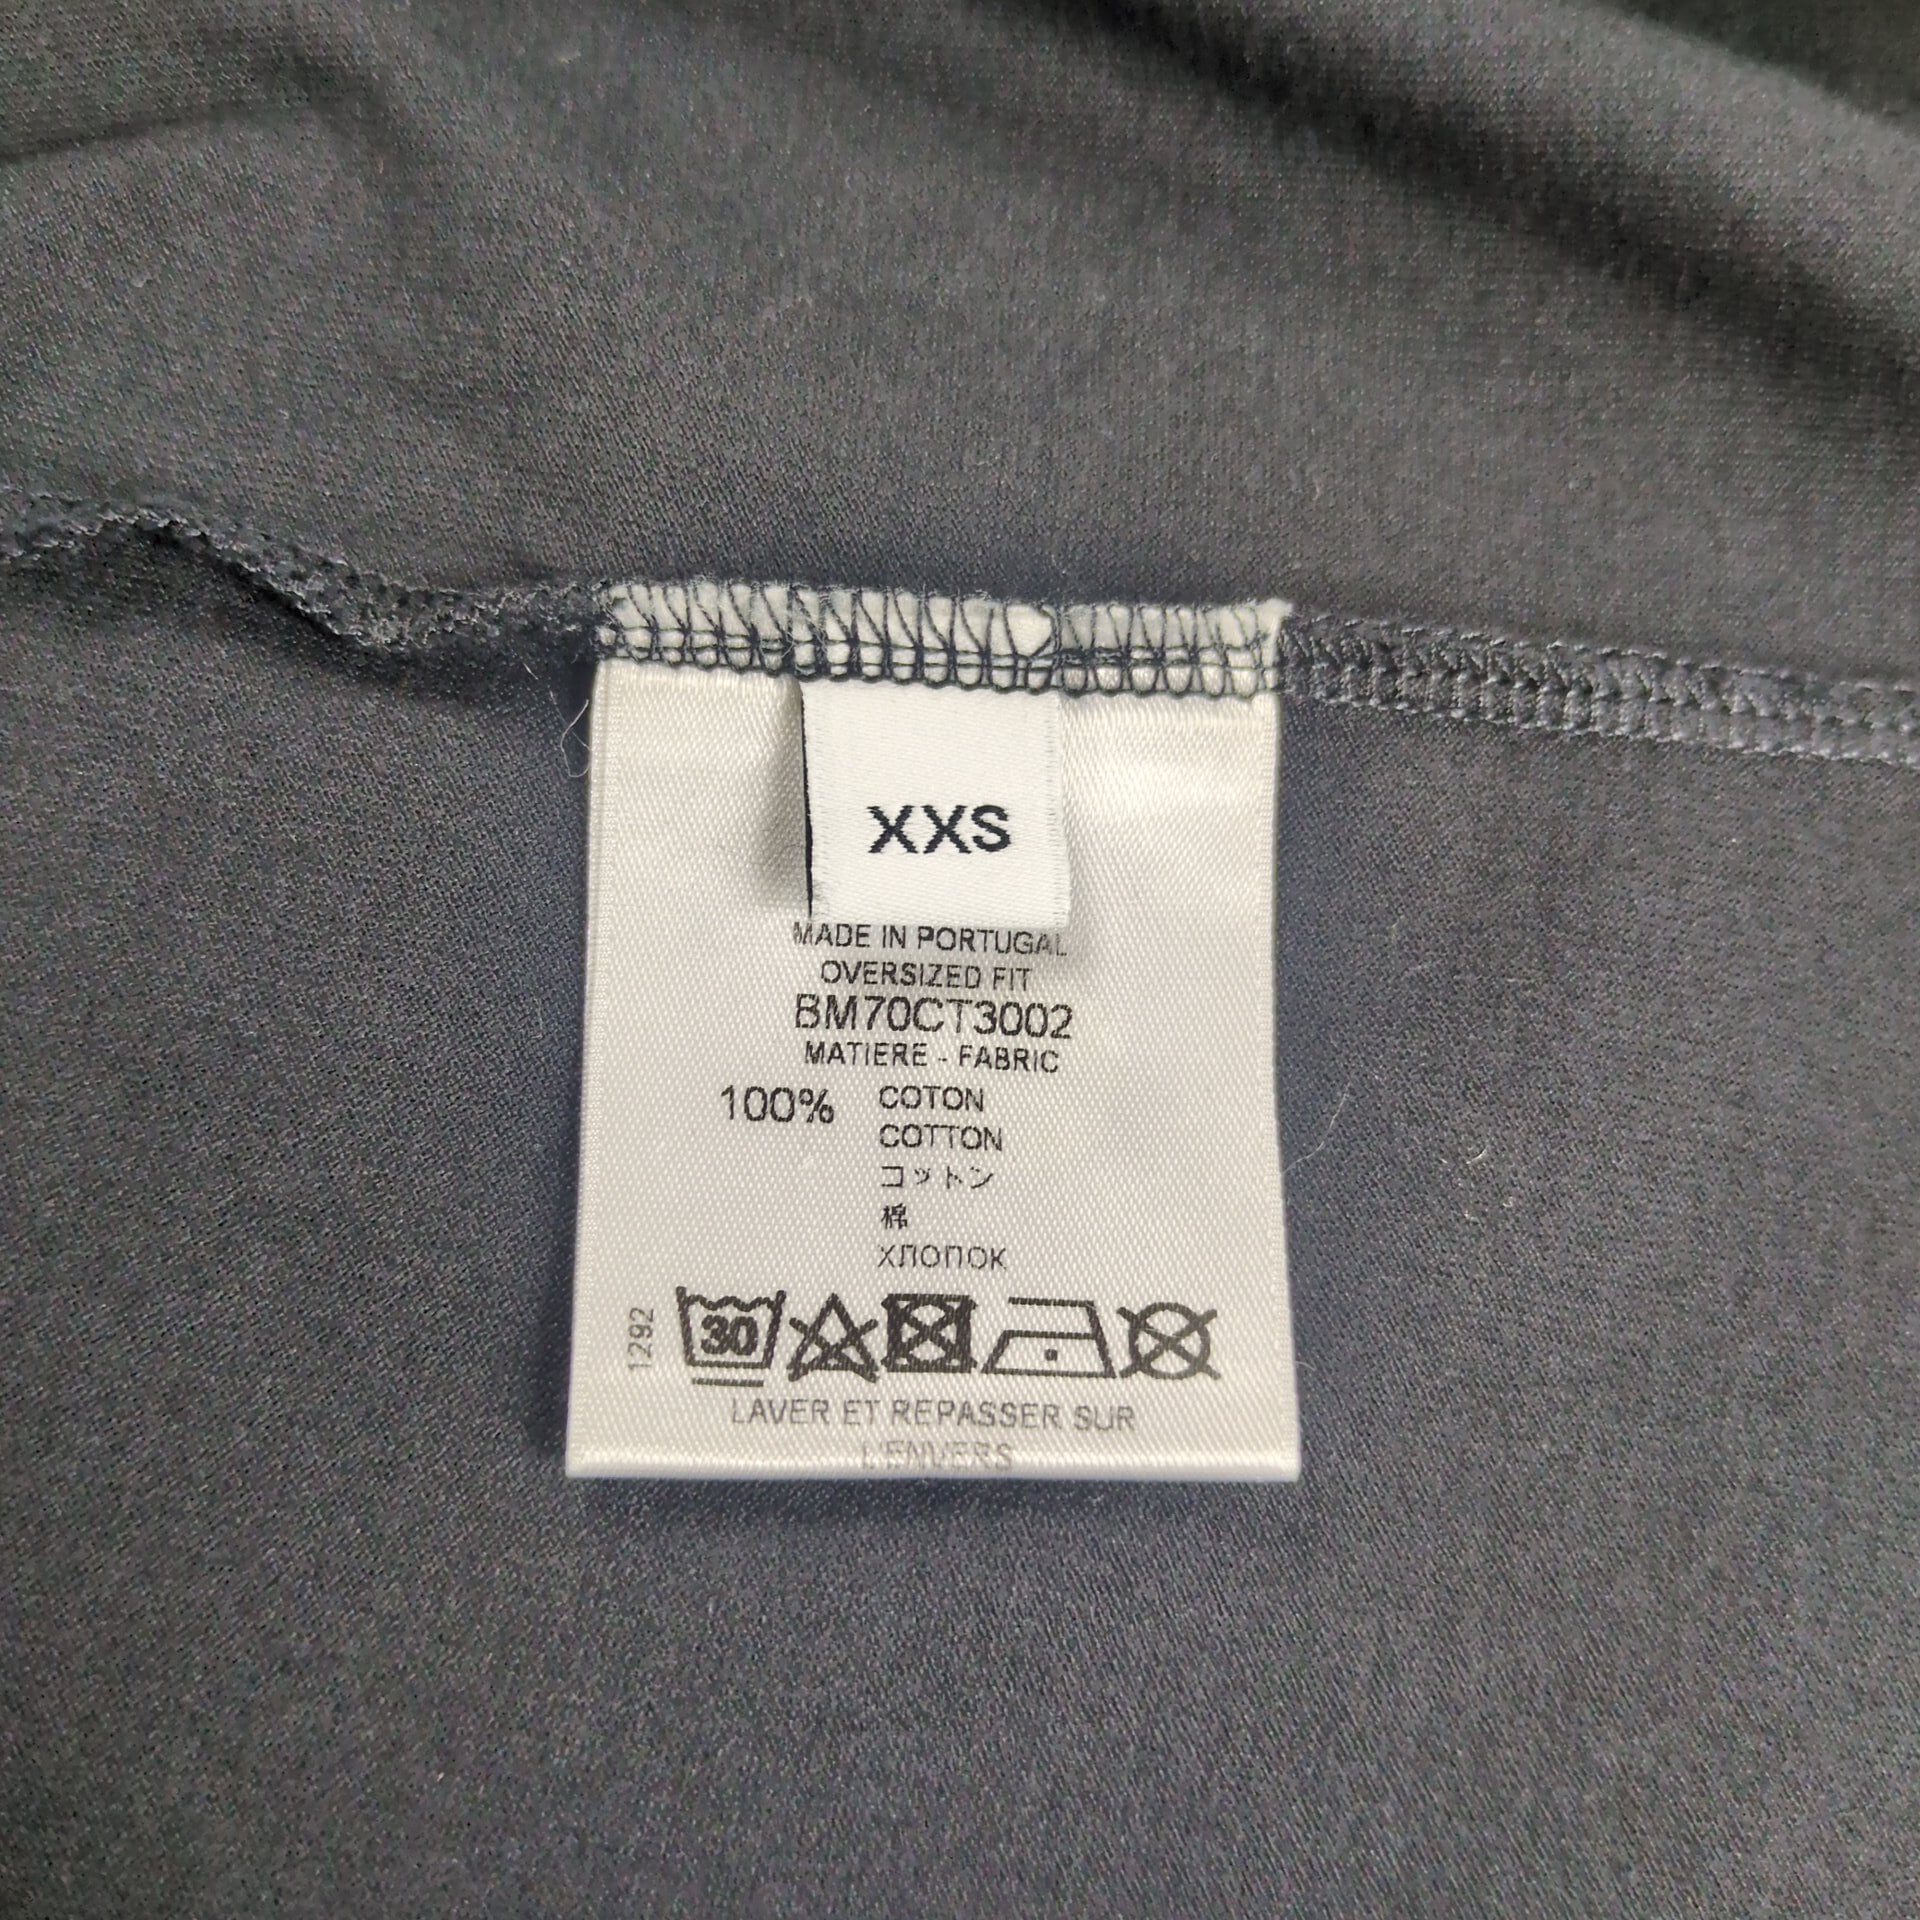 XXS
MADE IN PORTUGAL
OVERSIZED FIT
BM70CT3002
MATIERE - FABRIC
100% COTON
COTTON
コットン
棉
ХЛОПОК
1292
30
LAVER ET REPASSER SUR
L'ENVERS